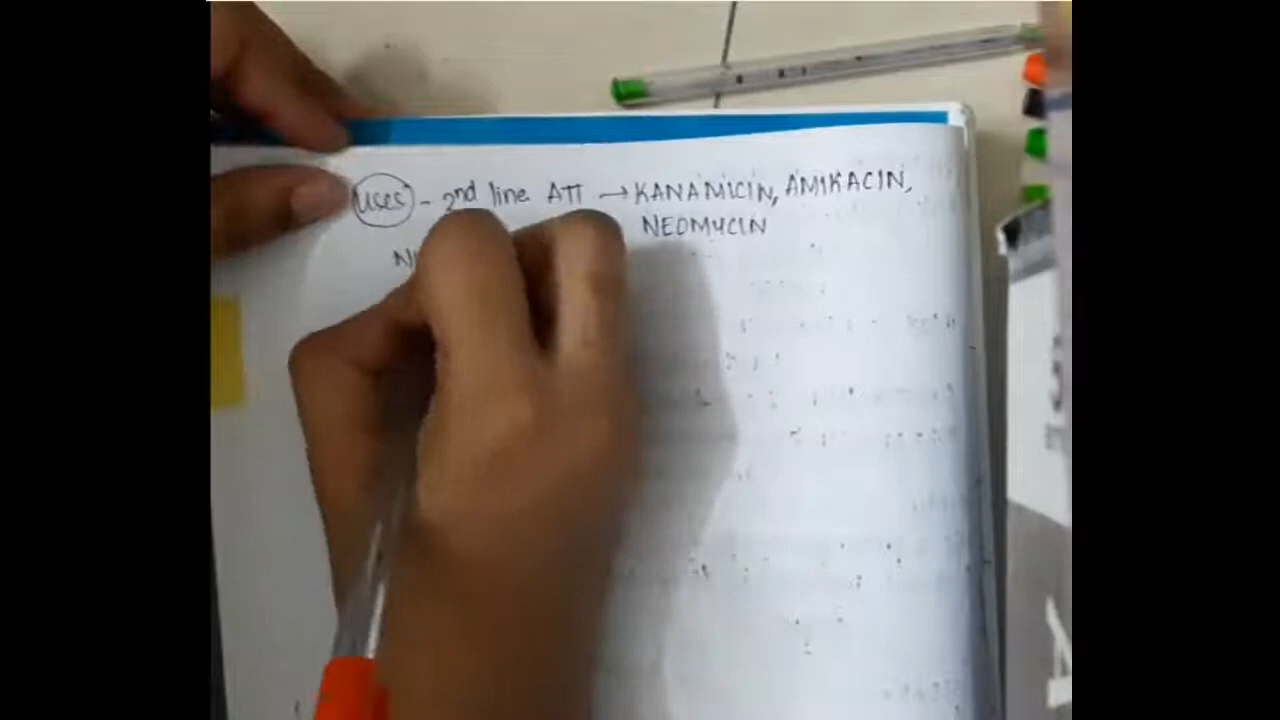 Uses - 2nd line ATT → KANAMICIN, AMIKACIN,
NEOMYCIN